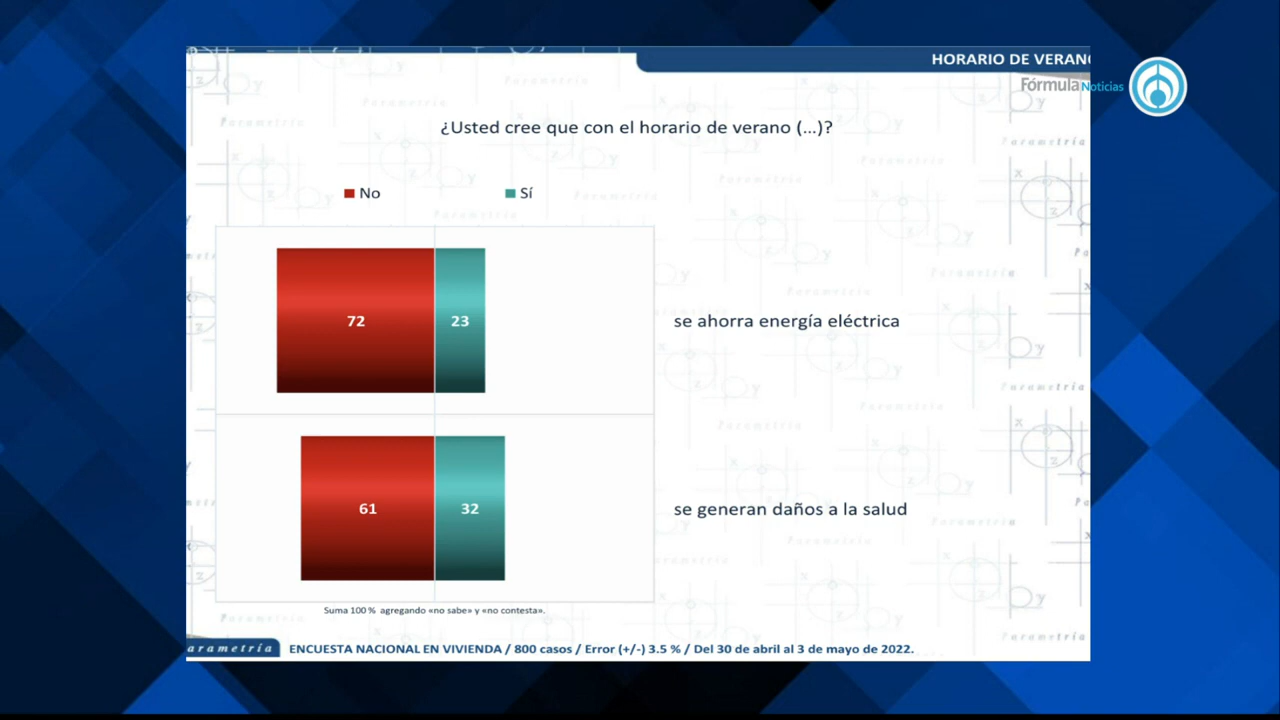 HORARIO DE VERAN
Fórmula Noticias
¿Usted cree que con el horario de verano (...)?
No
Sí
72
23
se ahorra energía eléctrica
61
32
se generan daños a la salud
Suma 100 % agregando «no sabe» y «no contesta».
arametría
ENCUESTA NACIONAL EN VIVIENDA / 800 casos / Error (+/-) 3.5 % / Del 30 de abril al 3 de mayo de 2022.